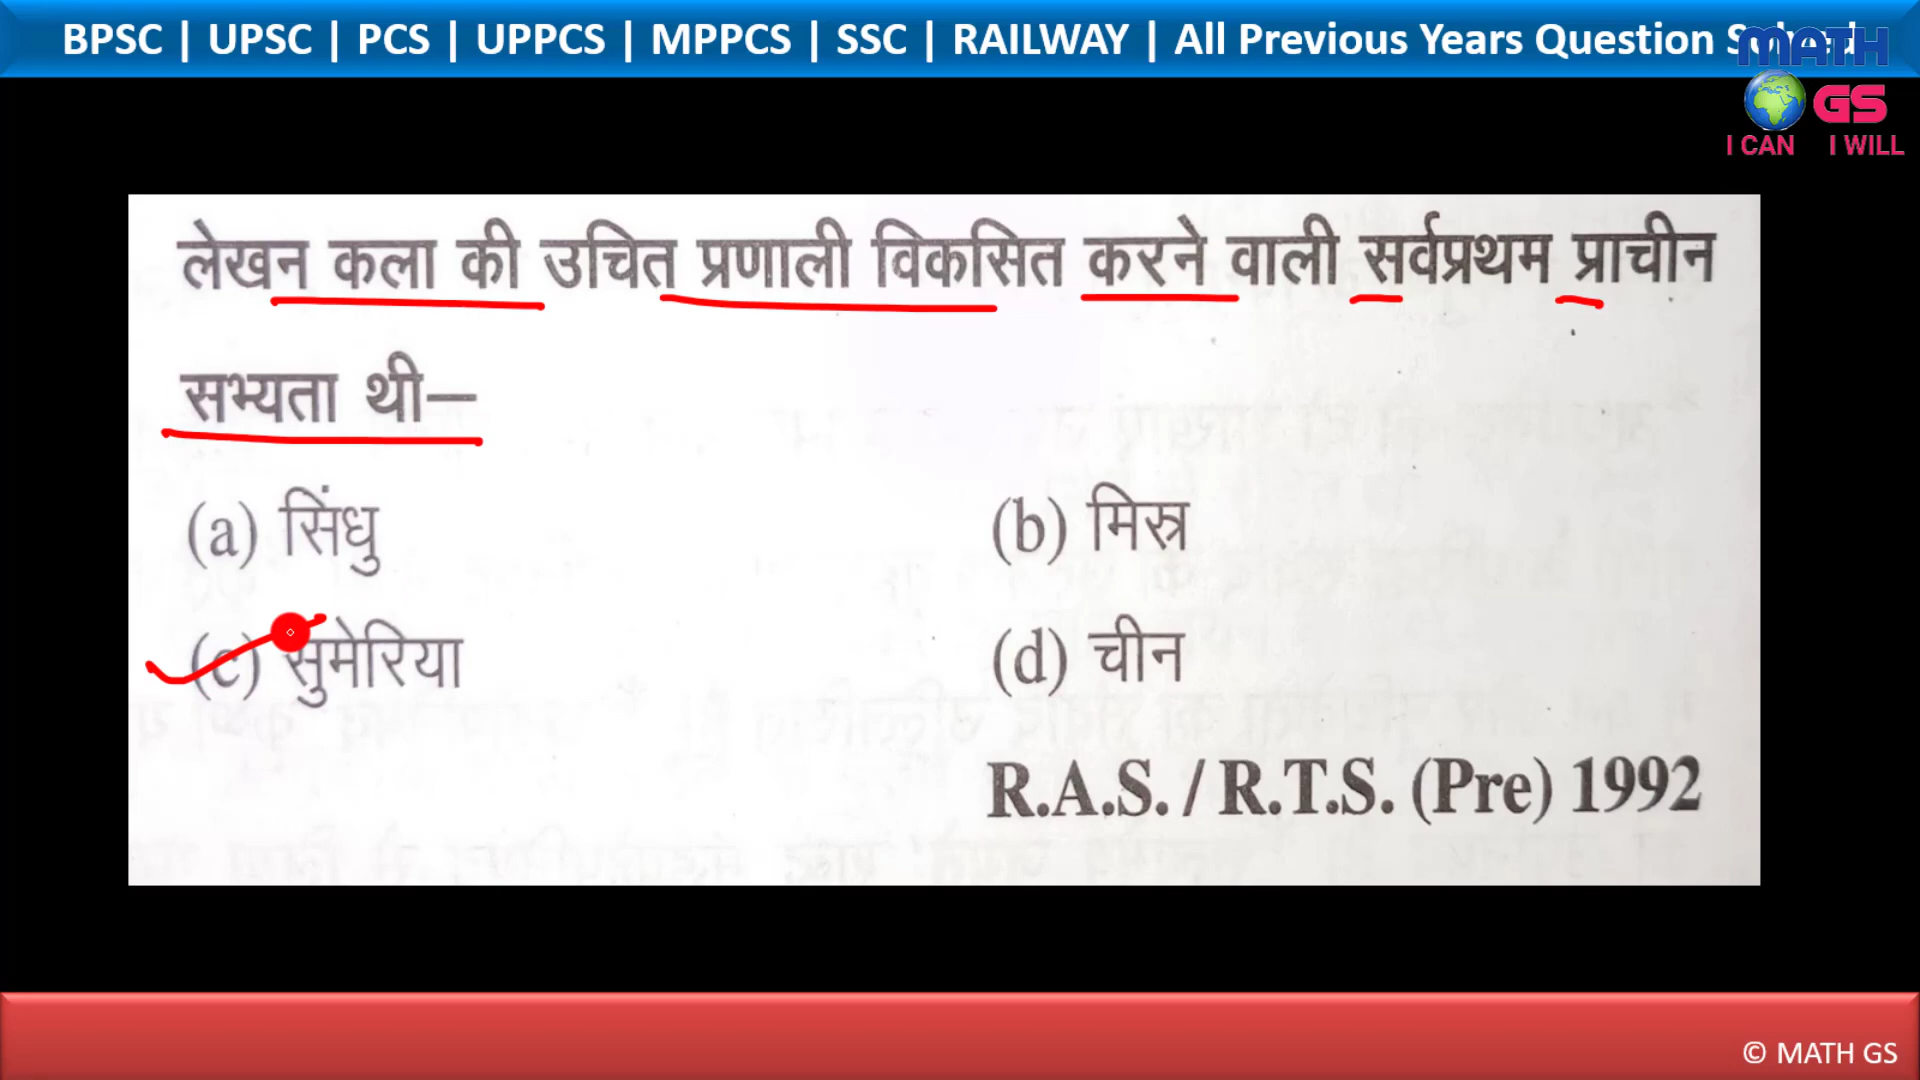 BPSC | UPSC | PCS | UPPCS | MPPCS | SSC | RAILWAY | All Previous Years Question
MATH
GS
I CAN I WILL
लेखन कला की उचित प्रणाली विकसित करने वाली सर्वप्रथम प्राचीन
सभ्यता थी–
(a) सिंधु (b) मिस्र
(c) सुमेरिया (d) चीन
R.A.S. / R.T.S. (Pre) 1992
© MATH GS